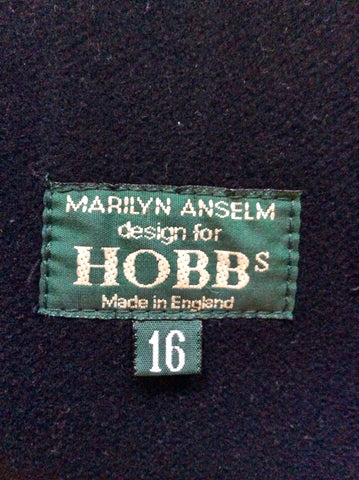 MARILYN ANSELM
design for
HOBBS
Made in England
16